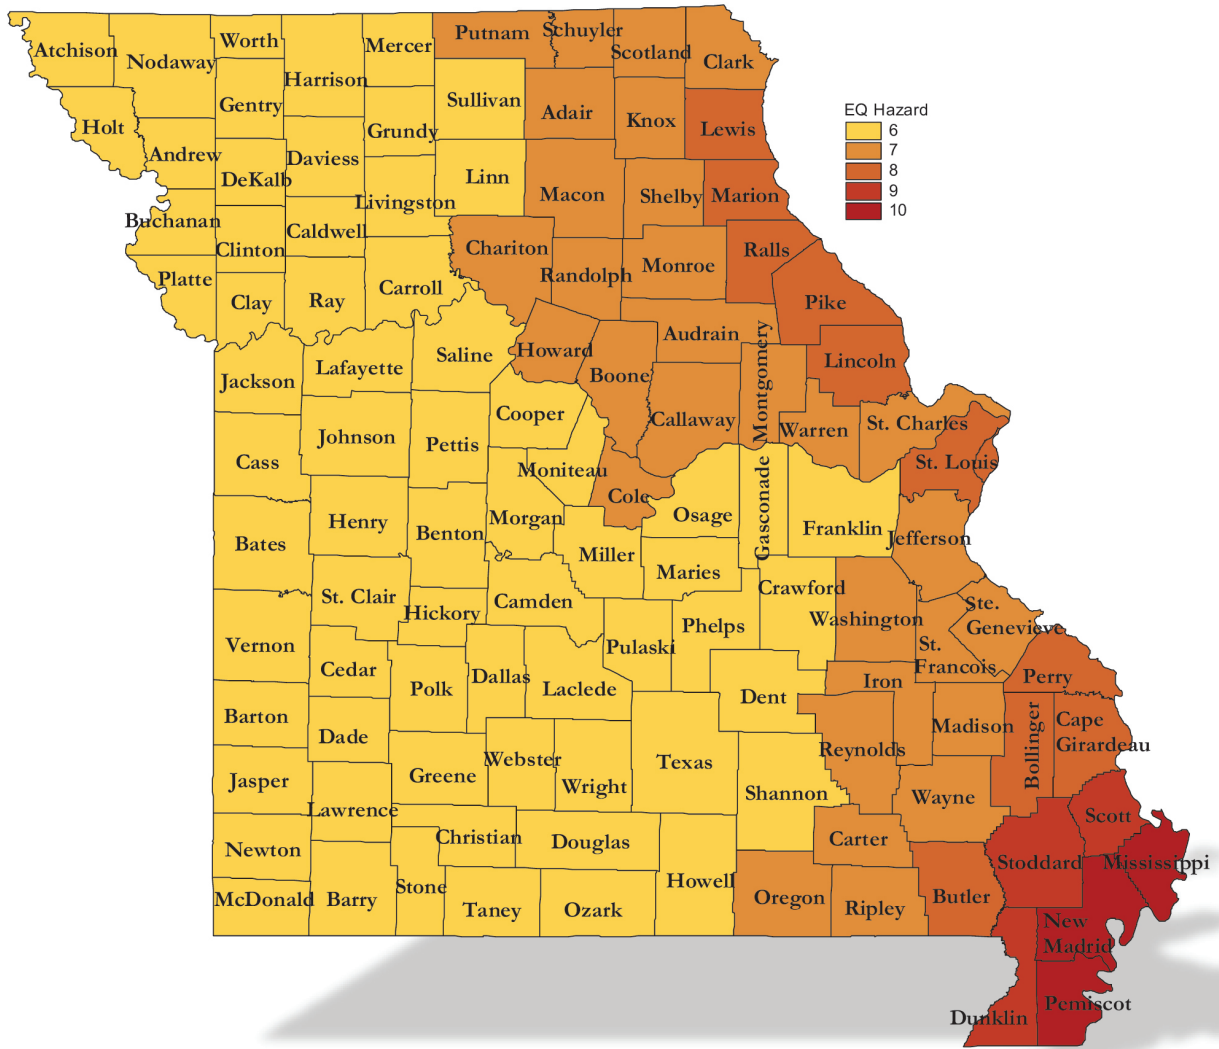 Atchison
Nodaway
Worth
Harrison
Mercer
Putnam
Schuyler
Scotland
Clark
Gentry
Sullivan
Adair
Knox
Lewis
EQ Hazard
6
7
8
9
10
Holt
Andrew
DeKalb
Daviess
Grundy
Linn
Macon
Shelby
Marion
Livingston
Buchanan
Clinton
Caldwell
Chariton
Randolph
Monroe
Ralls
Platte
Clay
Ray
Carroll
Pike
Audrain
Howard
Boone
Montgomery
Lincoln
Jackson
Lafayette
Saline
Cooper
Callaway
Warren
St. Charles
Johnson
Pettis
Cass
Moniteau
Cole
St. Louis
Henry
Morgan
Osage
Gasconade
Franklin
Jefferson
Bates
Benton
Miller
Maries
Crawford
St. Clair
Hickory
Camden
Pulaski
Phelps
Washington
Ste.
Genevieve
St.
Francois
Vernon
Cedar
Polk
Dallas
Laclede
Dent
Iron
Perry
Barton
Dade
Madison
Bollinger
Cape
Girardeau
Reynolds
Jasper
Greene
Webster
Wright
Texas
Shannon
Wayne
Lawrence
Scott
Newton
Christian
Douglas
Carter
Stoddard
Mississippi
McDonald
Barry
Stone
Taney
Ozark
Howell
Oregon
Ripley
Butler
New
Madrid
Pemiscot
Dunklin